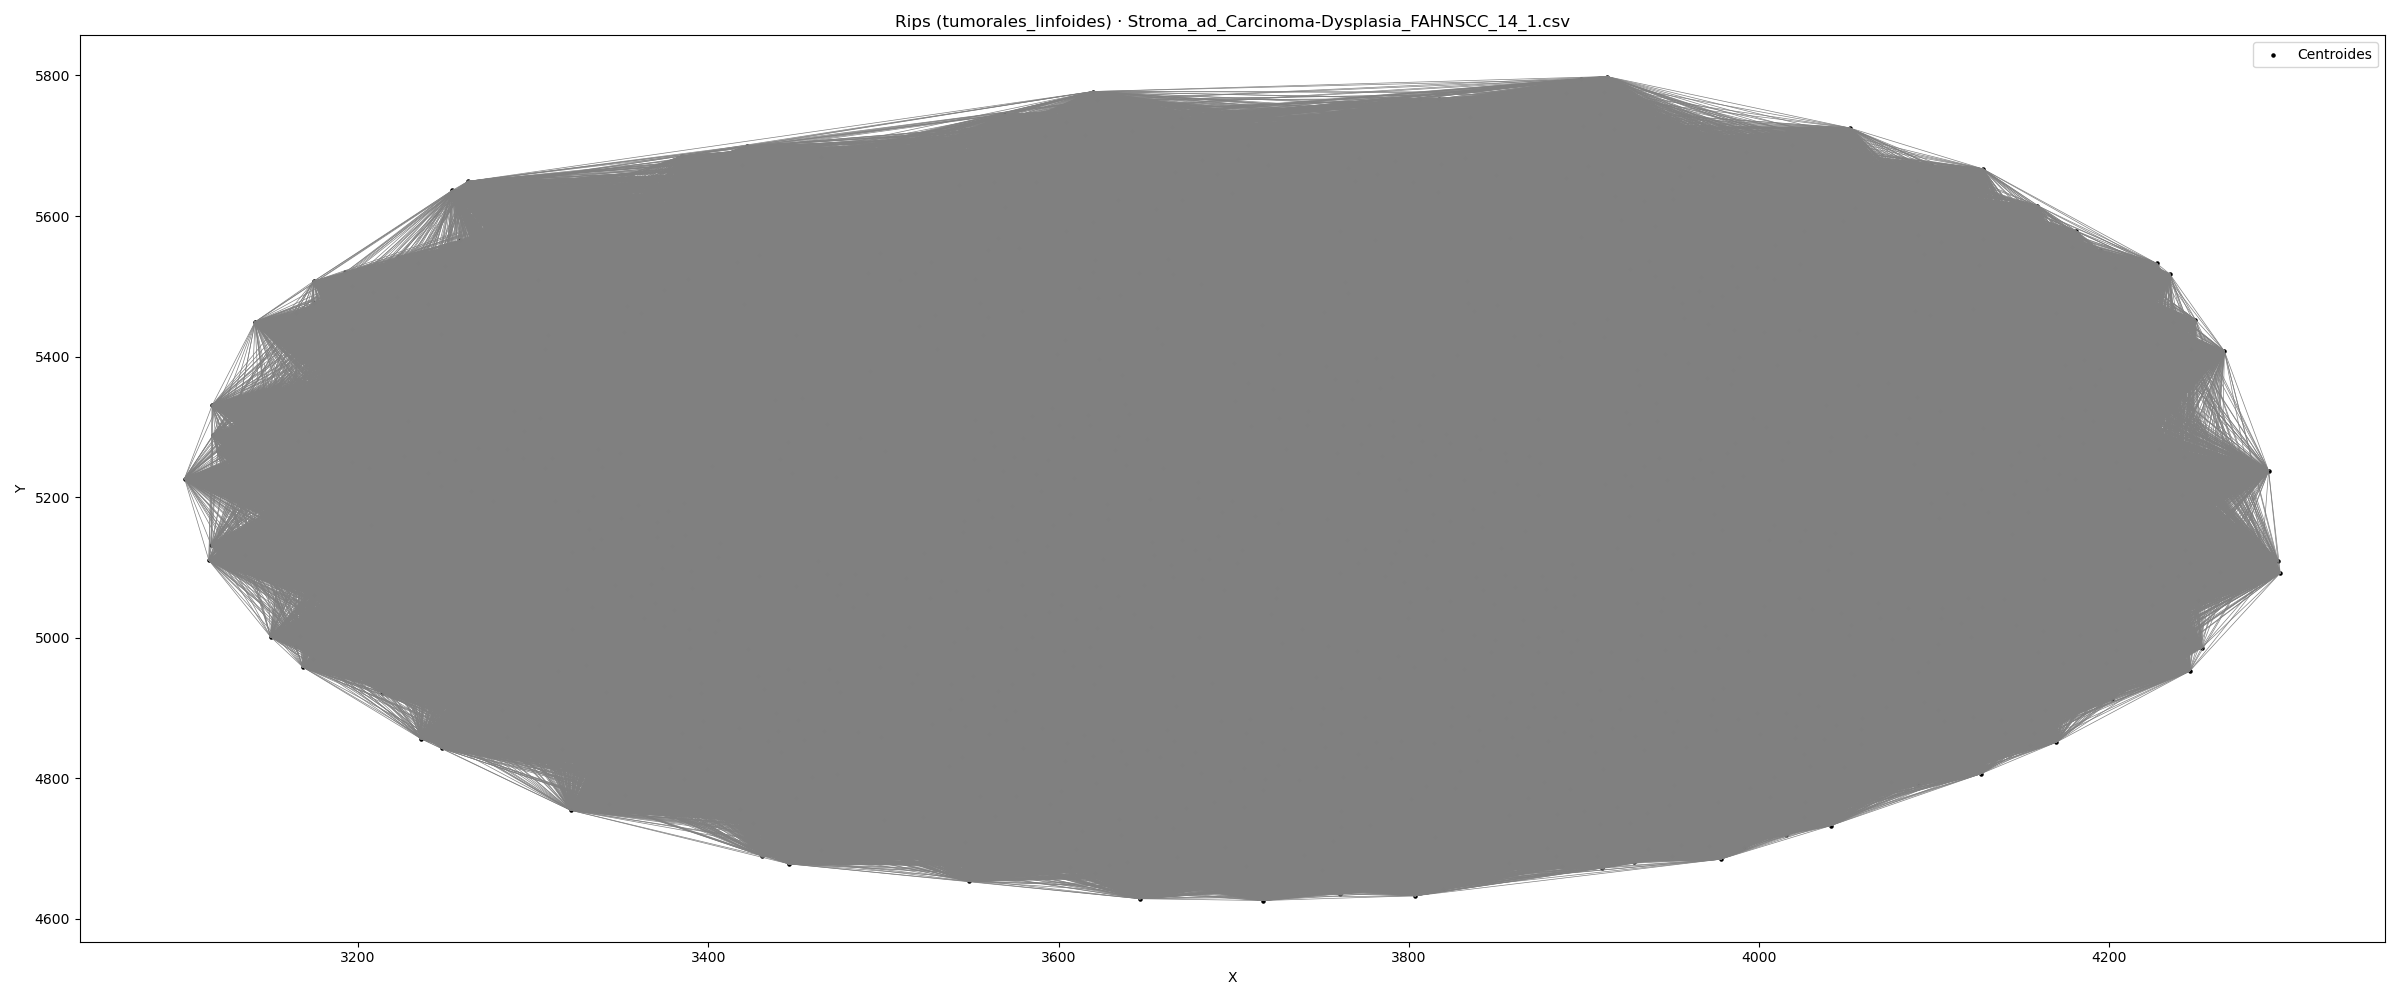 Rips (tumorales_linfoides) · Stroma_ad_Carcinoma-Dysplasia_FAHNSCC_14_1.csv
Centroides
5800
5600
5400
5200
5000
4800
4600
Y
3200 3400 3600 3800 4000 4200
X